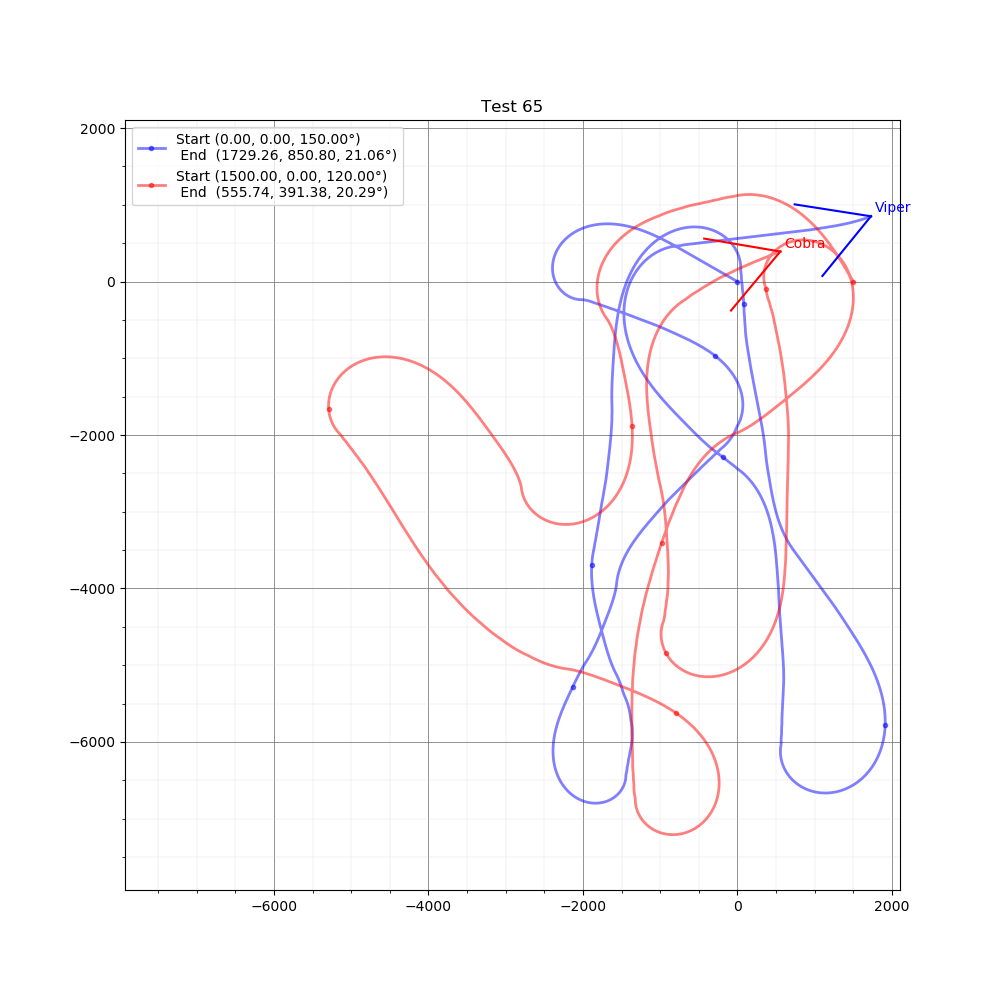 Test 65
Start (0.00, 0.00, 150.00°)
End  (1729.26, 850.80, 21.06°)
Start (1500.00, 0.00, 120.00°)
End  (555.74, 391.38, 20.29°)
Viper
Cobra
2000
0
−2000
−4000
−6000
−6000 −4000 −2000 0 2000